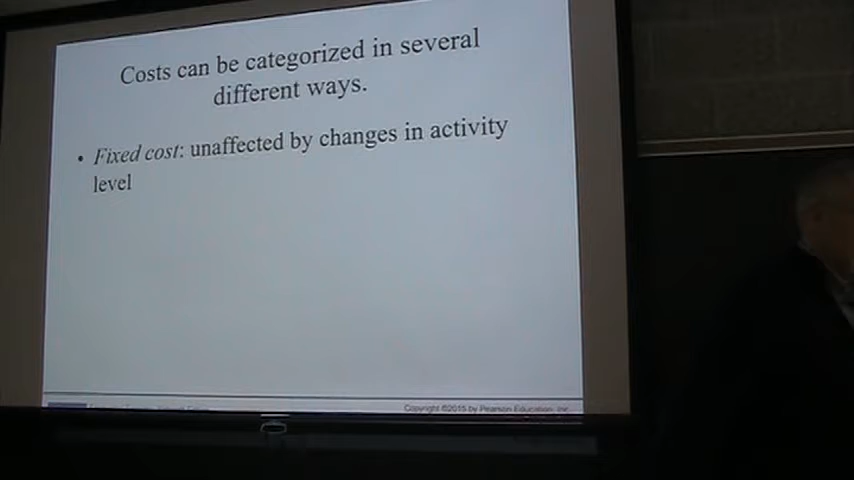 Costs can be categorized in several
different ways.
• Fixed cost: unaffected by changes in activity
level
Copyright ©2015 by Pearson Education, Inc.